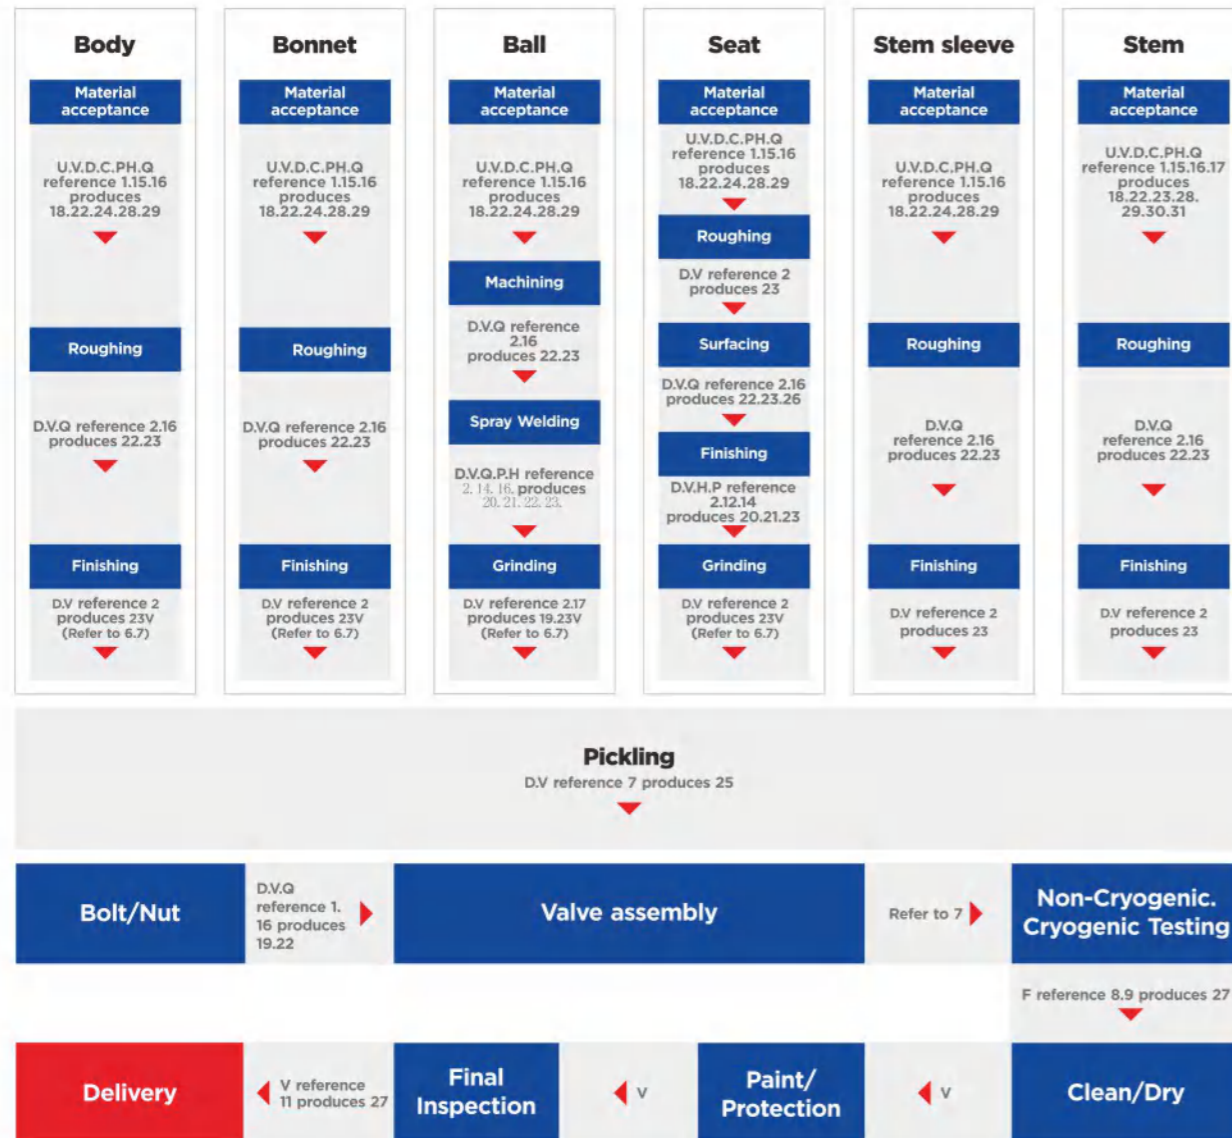 Body
Material
acceptance
U.V.D.C.PH.Q
reference 1.15.16
produces
18.22.24.28.29
Roughing
D.V.Q reference 2.16
produces 22.23
Finishing
D.V reference 2
produces 23V
(Refer to 6.7)
Bonnet
Material
acceptance
U.V.D.C.PH.Q
reference 1.15.16
produces
18.22.24.28.29
Roughing
D.V.Q reference 2.16
produces 22.23
Finishing
D.V reference 2
produces 23V
(Refer to 6.7)
Ball
Material
acceptance
U.V.D.C.PH.Q
reference 1.15.16
produces
18.22.24.28.29
Machining
D.V.Q reference
2.16
produces 22.23
Spray Welding
D.V.Q.P.H reference
2. 14. 16. produces
20. 21. 22. 23.
Grinding
D.V reference 2.17
produces 19.23V
(Refer to 6.7)
Seat
Material
acceptance
U.V.D.C.PH.Q
reference 1.15.16
produces
18.22.24.28.29
Roughing
D.V reference 2
produces 23
Surfacing
D.V.Q reference 2.16
produces 22.23.26
Finishing
D.V.H.P reference
2.12.14
produces 20.21.23
Grinding
D.V reference 2
produces 23V
(Refer to 6.7)
Stem sleeve
Material
acceptance
U.V.D.C.PH.Q
reference 1.15.16
produces
18.22.24.28.29
Roughing
D.V.Q
reference 2.16
produces 22.23
Finishing
D.V reference 2
produces 23
Stem
Material
acceptance
U.V.D.C.PH.Q
reference 1.15.16.17
produces
18.22.23.28.
29.30.31
Roughing
D.V.Q
reference 2.16
produces 22.23
Finishing
D.V reference 2
produces 23
Pickling
D.V reference 7 produces 25
Bolt/Nut
D.V.Q
reference 1.
16 produces
19.22
Valve assembly
Refer to 7
Non-Cryogenic.
Cryogenic Testing
F reference 8.9 produces 27
Clean/Dry
V
Paint/
Protection
V
Final
Inspection
V reference
11 produces 27
Delivery